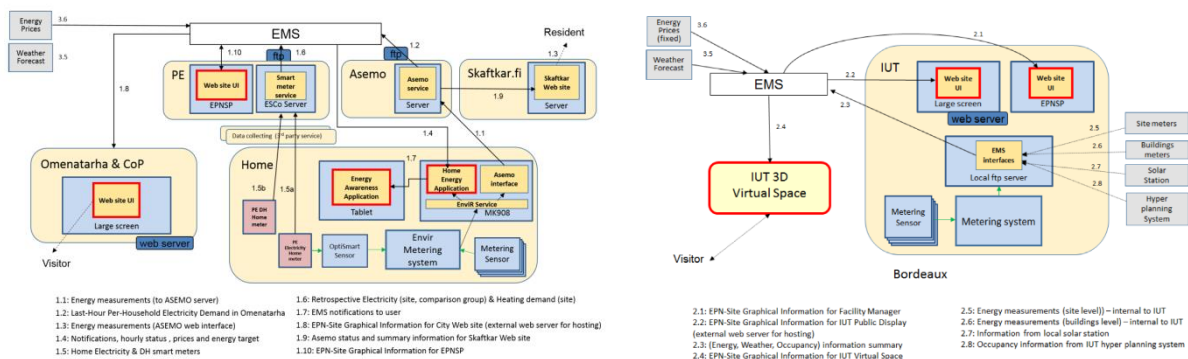 Energy
Prices
3.6
Weather
Forecast
3.5
EMS
1.8
1.10
ftp
1.6
ftp
1.2
Resident
1.3
PE
Web site UI
EPNSP
Smart
meter
service
ESCo Server
Asemo
Asemo
service
Server
1.9
Skaftkar.fi
Skaftkar
Web site
Server
Data collecting (3rd party service)
1.4
1.1
Omenatarha & CoP
Web site UI
Large screen
web server
Visitor
Home
1.5b
1.5a
Energy
Awareness
Application
Tablet
1.7
Home
Energy
Application
Asemo
interface
EnviR Service
MK908
PE DH
Home
meter
PE
Electricity
Home
meter
OptiSmart
Sensor
Envir
Metering
system
Metering
Sensor
1.1: Energy measurements (to ASEMO server)
1.2: Last-Hour Per-Household Electricity Demand in Omenatarha
1.3: Energy measurements (ASEMO web interface)
1.4: Notifications, hourly status , prices and energy target
1.5: Home Electricity & DH smart meters
1.6: Retrospective Electricity (site, comparison group) & Heating demand (site)
1.7: EMS notifications to user
1.8: EPN-Site Graphical Information for City Web site (external web server for hosting)
1.9: Asemo status and summary information for Skaftkar Web site
1.10: EPN-Site Graphical Information for EPNSP
Energy
Prices
(fixed)
3.6
Weather
Forecast
3.5
EMS
2.1
2.2
2.3
2.4
IUT
Web site
UI
Large screen
web server
Web site
UI
EPNSP
EMS
interfaces
Local ftp server
2.5
2.6
2.7
2.8
Site meters
Buildings
meters
Solar
Station
Hyper
planning
System
IUT 3D
Virtual Space
Visitor
Metering
Sensor
Metering system
Bordeaux
2.1: EPN-Site Graphical Information for Facility Manager
2.2: EPN-Site Graphical Information for IUT Public Display
(external web server for hosting)
2.3: (Energy, Weather, Occupancy) information summary
2.4: EPN-Site Graphical Information for IUT Virtual Space
2.5: Energy measurements (site level)) – internal to IUT
2.6: Energy measurements (buildings level) – internal to IUT
2.7: Information from local solar station
2.8: Occupancy information from IUT hyper planning system